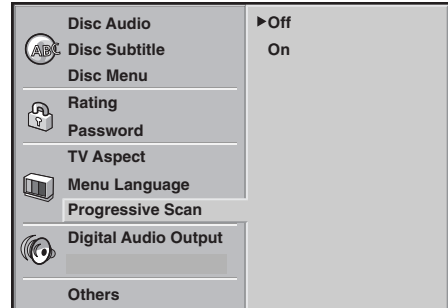 Disc Audio
Disc Subtitle
Disc Menu
Rating
Password
TV Aspect
Menu Language
Progressive Scan
Digital Audio Output
Others
Off
On
ABC